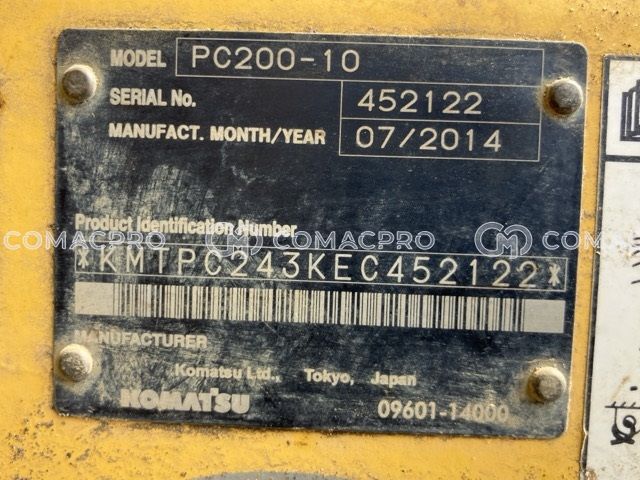 MODEL PC200-10
SERIAL No. 452122
MANUFACT. MONTH/YEAR 07/2014
Product Identification Number
COMACPRO COMACPRO
*KMTPC243KEC452122*
MANUFACTURER
Komatsu Ltd., Tokyo, Japan
KOMATSU 09601-14000